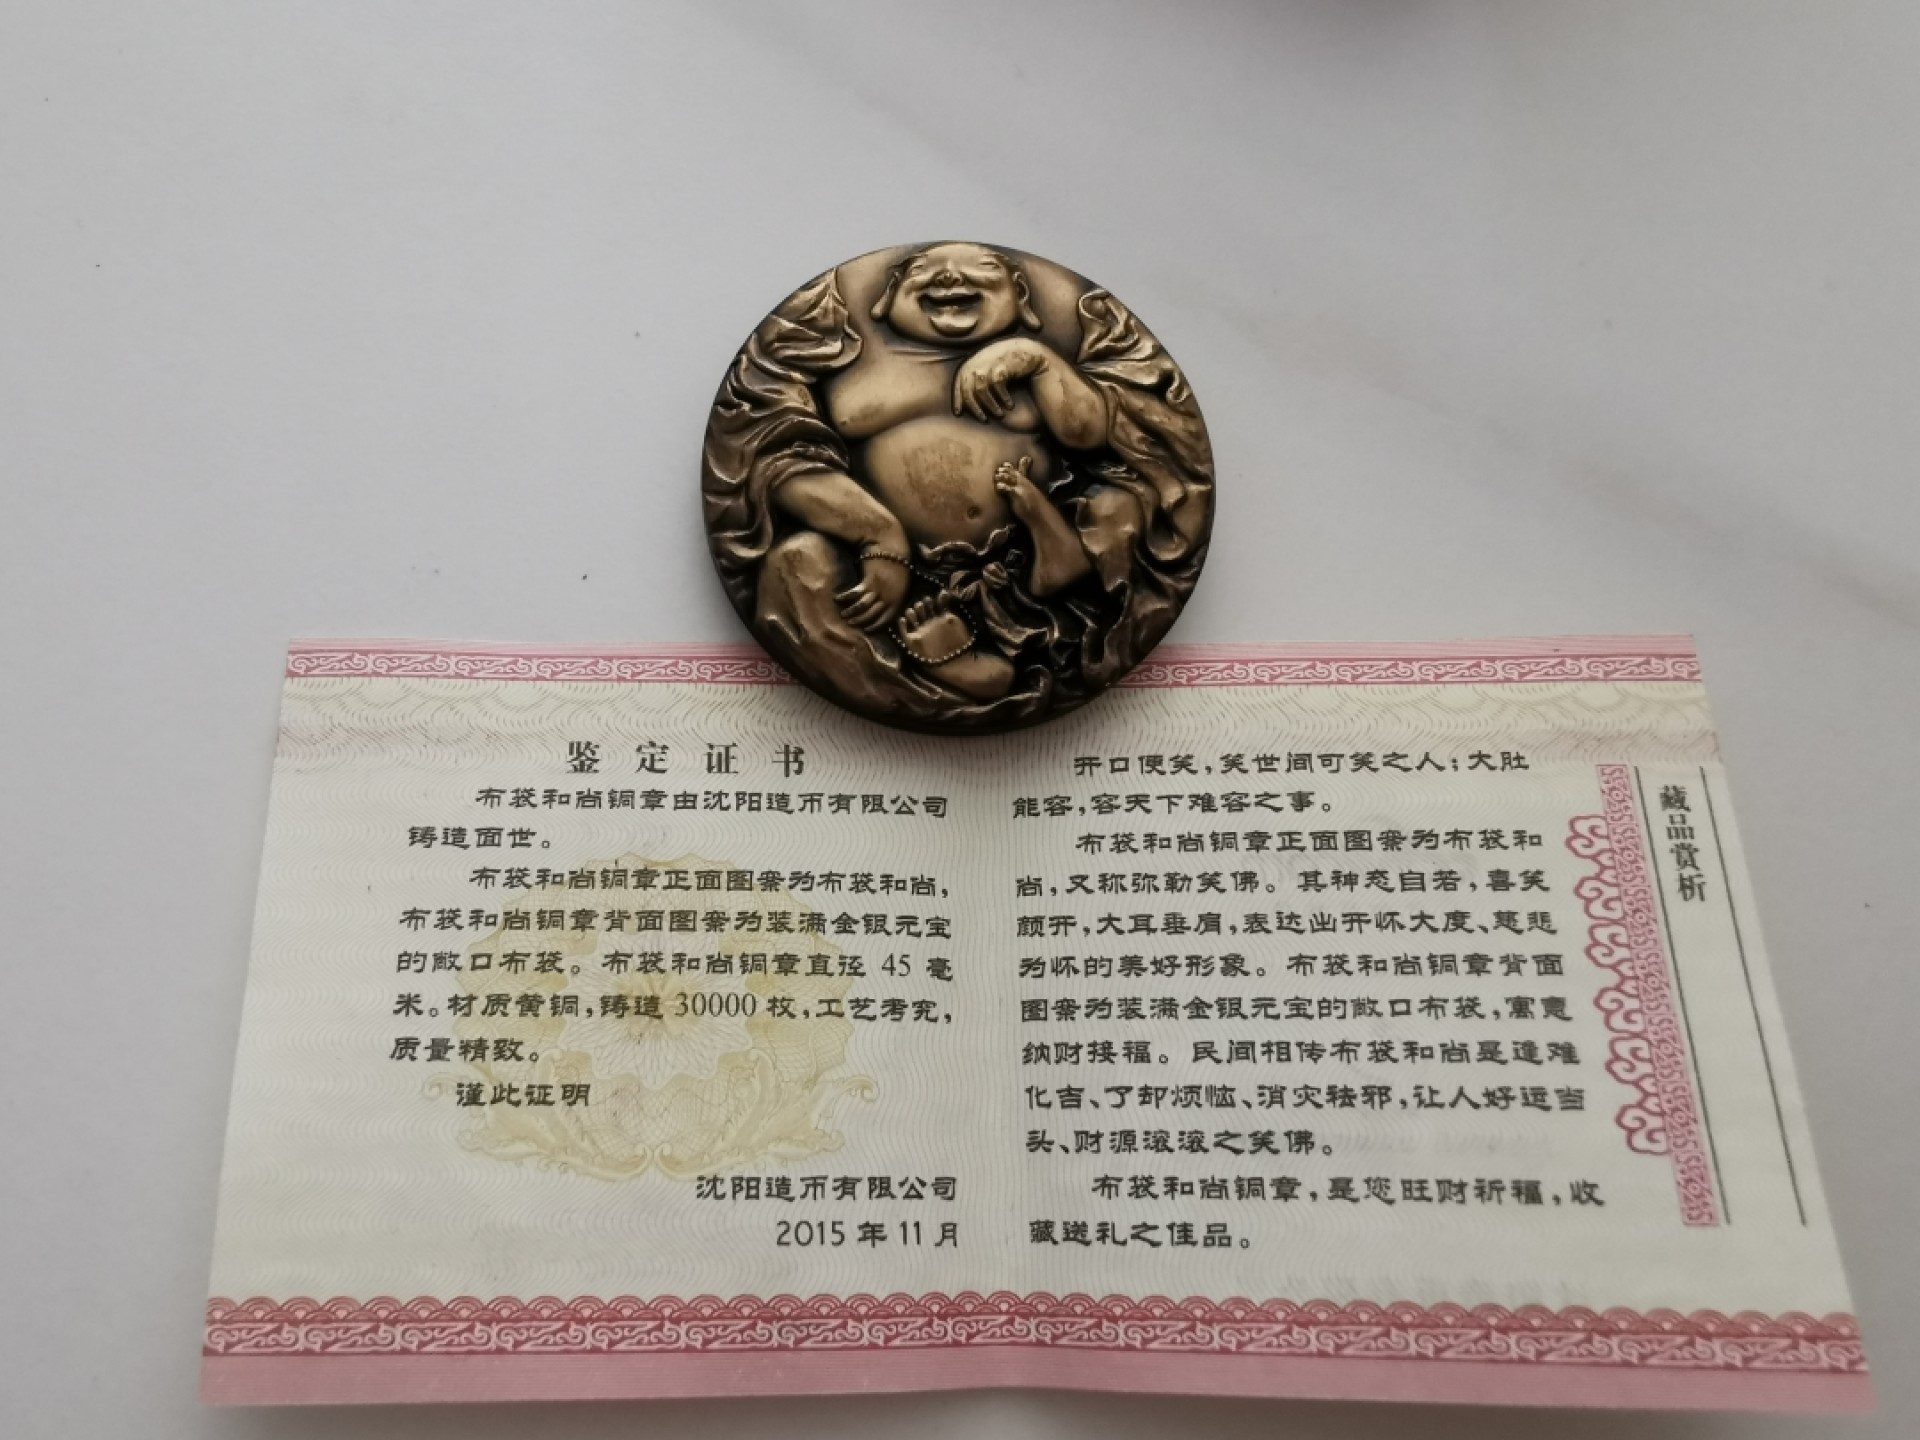 鉴定证书
布袋和尚铜章由沈阳造币有限公司
铸造面世。
布袋和尚铜章正面图案为布袋和尚,
布袋和尚铜章背面图案为装满金银元宝
的敞口布袋。布袋和尚铜章直径 45 毫
米。材质黄铜,铸造 30000 枚,工艺考究,
质量精致。
谨此证明
沈阳造币有限公司
2015 年 11 月
开口便笑,笑世间可笑之人;大肚
能容,容天下难容之事。
布袋和尚铜章正面图案为布袋和
尚,又称弥勒笑佛。其神态自若,喜笑
颜开,大耳垂肩,表达出开怀大度、慈悲
为怀的美好形象。布袋和尚铜章背面
图案为装满金银元宝的敞口布袋,寓意
纳财接福。民间相传布袋和尚是逢难
化吉、了却烦恼、消灾祛邪,让人好运当
头、财源滚滚之笑佛。
布袋和尚铜章,是您旺财祈福,收
藏送礼之佳品。
藏品赏析